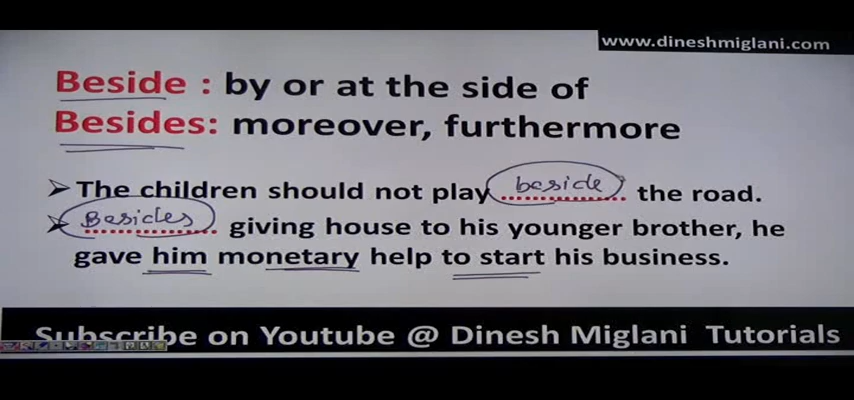 www.dineshmiglani.com
Beside : by or at the side of
Besides: moreover, furthermore
➢ The children should not play beside the road.
➢ Besides giving house to his younger brother, he
gave him monetary help to start his business.
Subscribe on Youtube @ Dinesh Miglani Tutorials